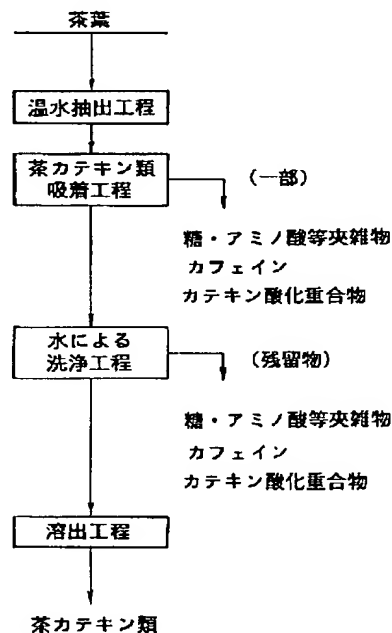 茶葉
温水抽出工程
茶カテキン類
吸着工程
(一部)
糖・アミノ酸等夾雑物
カフェイン
カテキン酸化重合物
水による
洗浄工程
(残留物)
糖・アミノ酸等夾雑物
カフェイン
カテキン酸化重合物
溶出工程
茶カテキン類